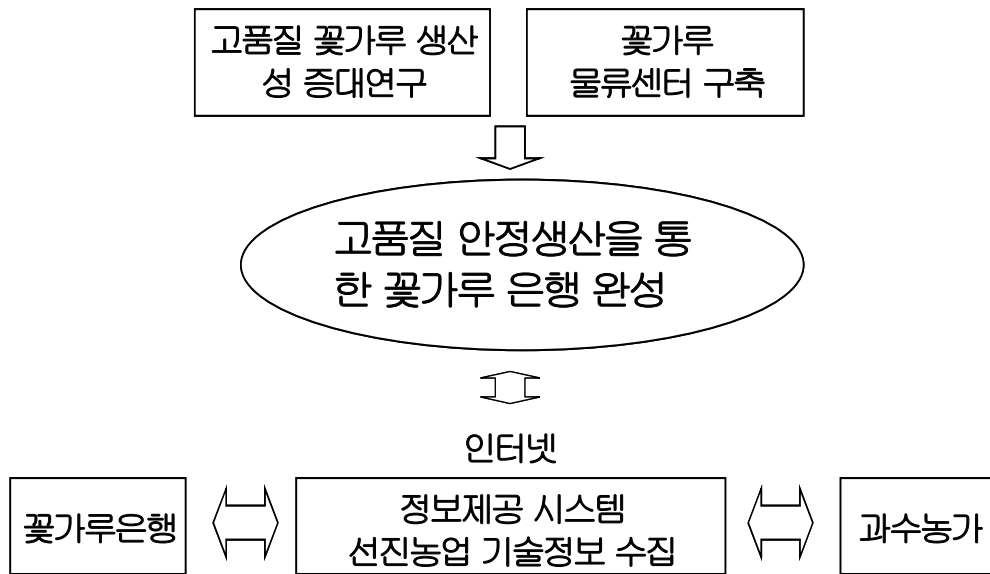 고품질 꽃가루 생산
성 증대연구
꽃가루
물류센터 구축
고품질 안정생산을 통
한 꽃가루 은행 완성
인터넷
꽃가루은행
정보제공 시스템
선진농업 기술정보 수집
과수농가